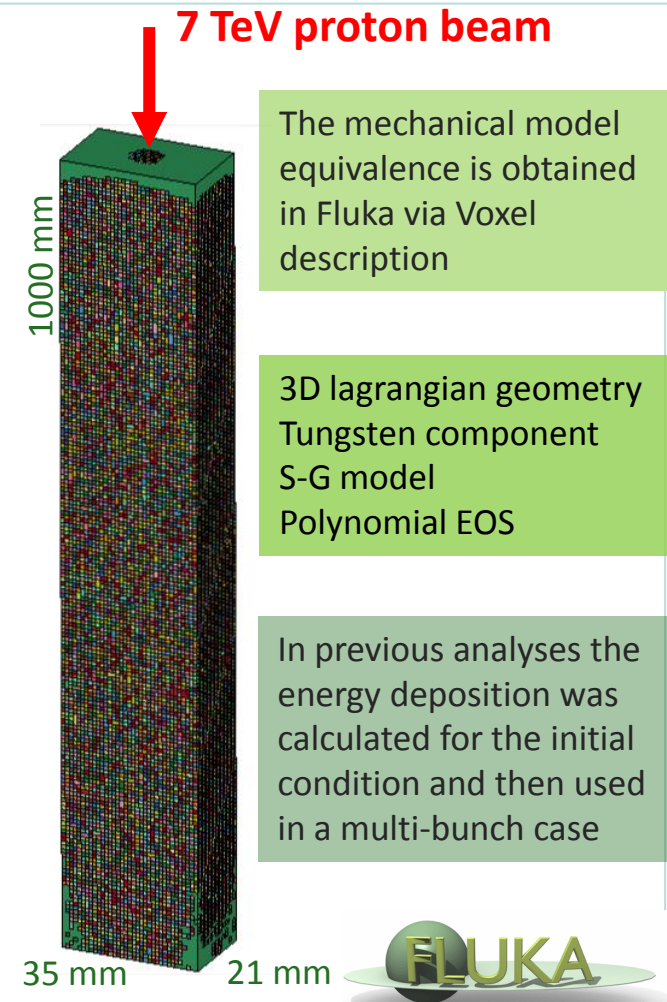 7 TeV proton beam
1000 mm
The mechanical model
equivalence is obtained
in Fluka via Voxel
description
3D lagrangian geometry
Tungsten component
S-G model
Polynomial EOS
In previous analyses the
energy deposition was
calculated for the initial
condition and then used
in a multi-bunch case
35 mm
21 mm
FLUKA